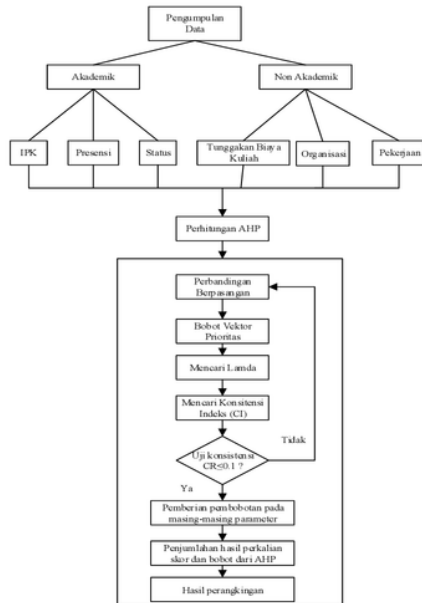 Pengumpulan
Data
Akademik
Non Akademik
IPK
Presensi
Status
Tunggakan Biaya
Kuliah
Organisasi
Pekerjaan
Perhitungan AHP
Perbandingan
Berpasangan
Bobot Vektor
Prioritas
Mencari Lamda
Mencari Konsitensi
Indeks (CI)
Uji konsistensi
CR≤0.1 ?
Tidak
Ya
Pemberian pembobotan pada
masing-masing parameter
Penjumlahan hasil perkalian
skor dan bobot dari AHP
Hasil perangkingan